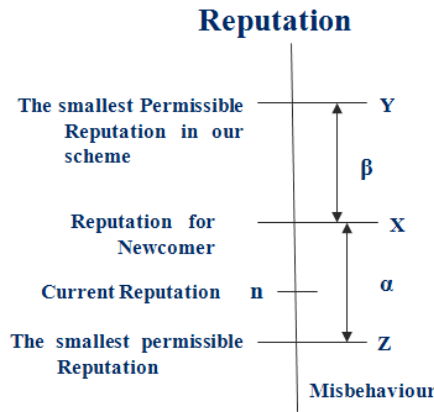 Reputation
The smallest Permissible Y
Reputation in our
scheme
β
Reputation for X
Newcomer
Current Reputation n
α
The smallest permissible Z
Reputation
Misbehaviour